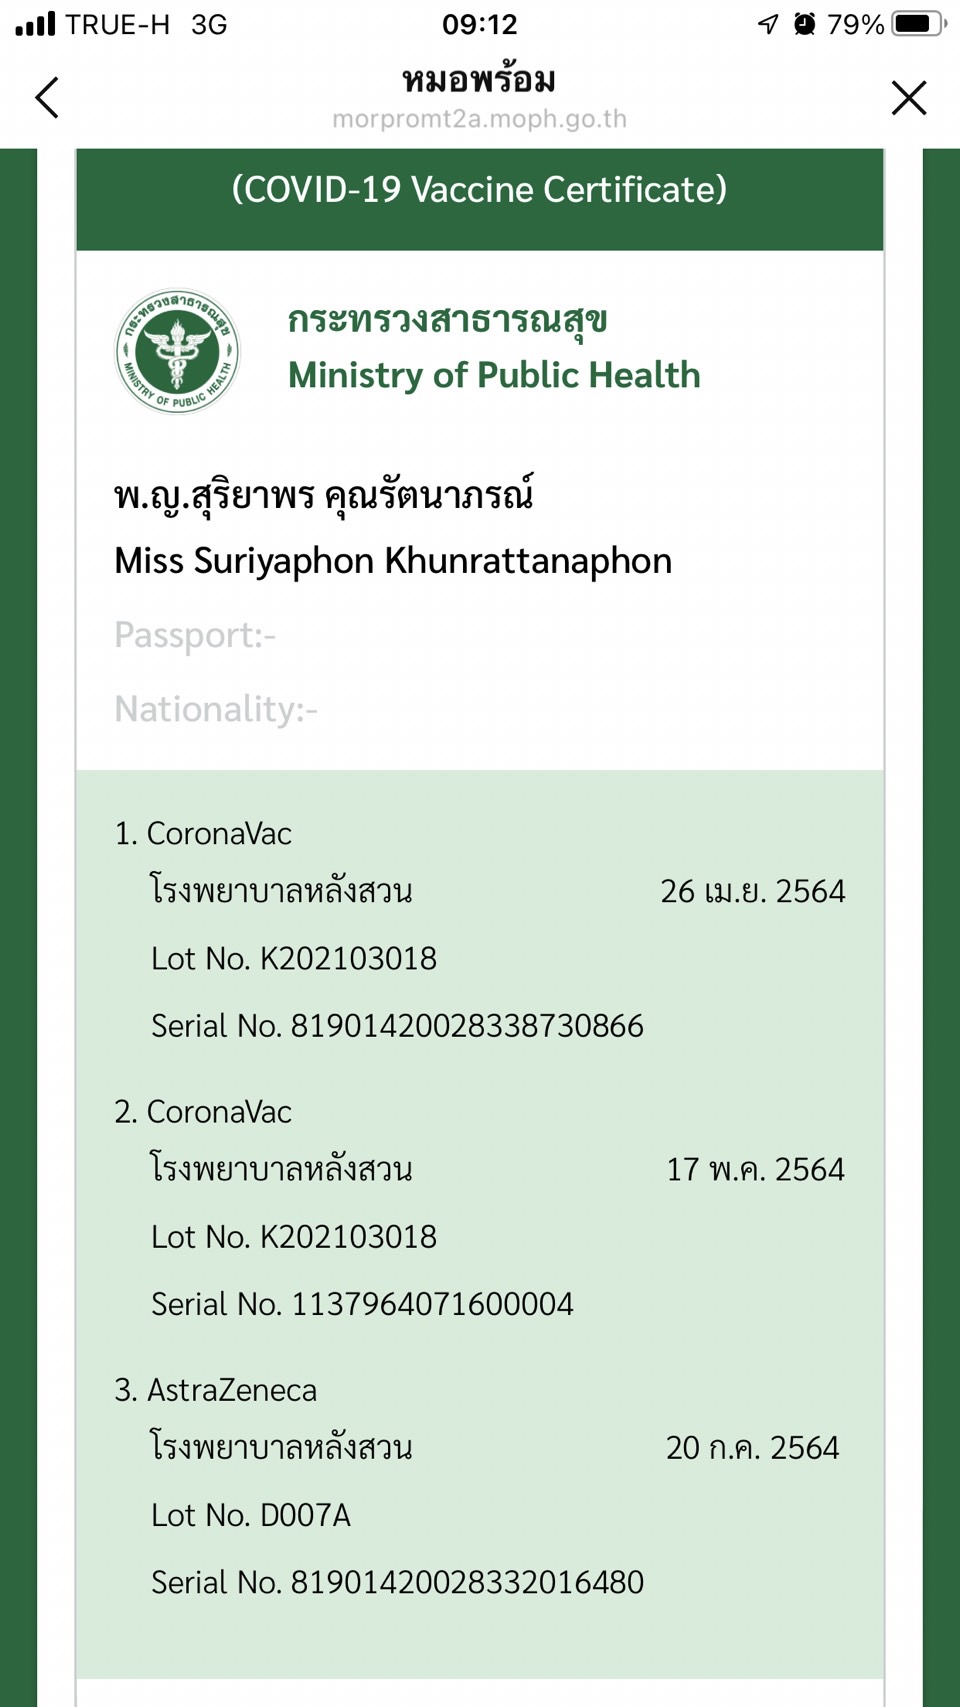 TRUE-H 3G 09:12 79%
หมอพร้อม
morpromt2a.moph.go.th
(COVID-19 Vaccine Certificate)
กระทรวงสาธารณสุข
MINISTRY OF PUBLIC HEALTH
กระทรวงสาธารณสุข
Ministry of Public Health
พ.ญ.สุริยาพร คุณรัตนาภรณ์
Miss Suriyaphon Khunrattanaphon
Passport:-
Nationality:-
1. CoronaVac
โรงพยาบาลหลังสวน 26 เม.ย. 2564
Lot No. K202103018
Serial No. 81901420028338730866
2. CoronaVac
โรงพยาบาลหลังสวน 17 พ.ค. 2564
Lot No. K202103018
Serial No. 1137964071600004
3. AstraZeneca
โรงพยาบาลหลังสวน 20 ก.ค. 2564
Lot No. D007A
Serial No. 81901420028332016480